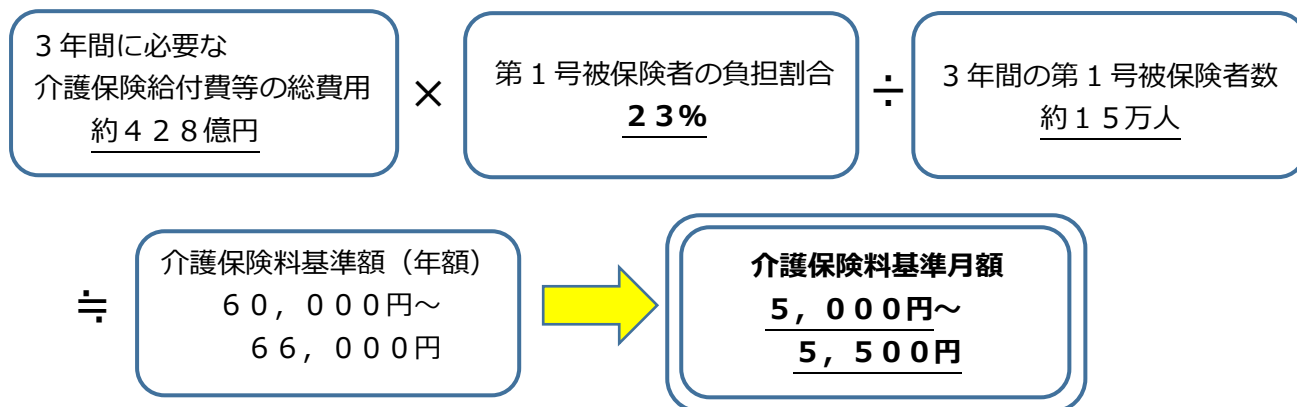 3年間に必要な
介護保険給付費等の総費用
約428億円
×
第1号被保険者の負担割合
23%
÷
3年間の第1号被保険者数
約15万人
≒
介護保険料基準額（年額）
60，000円～
66，000円
介護保険料基準月額
5，000円～
5，500円